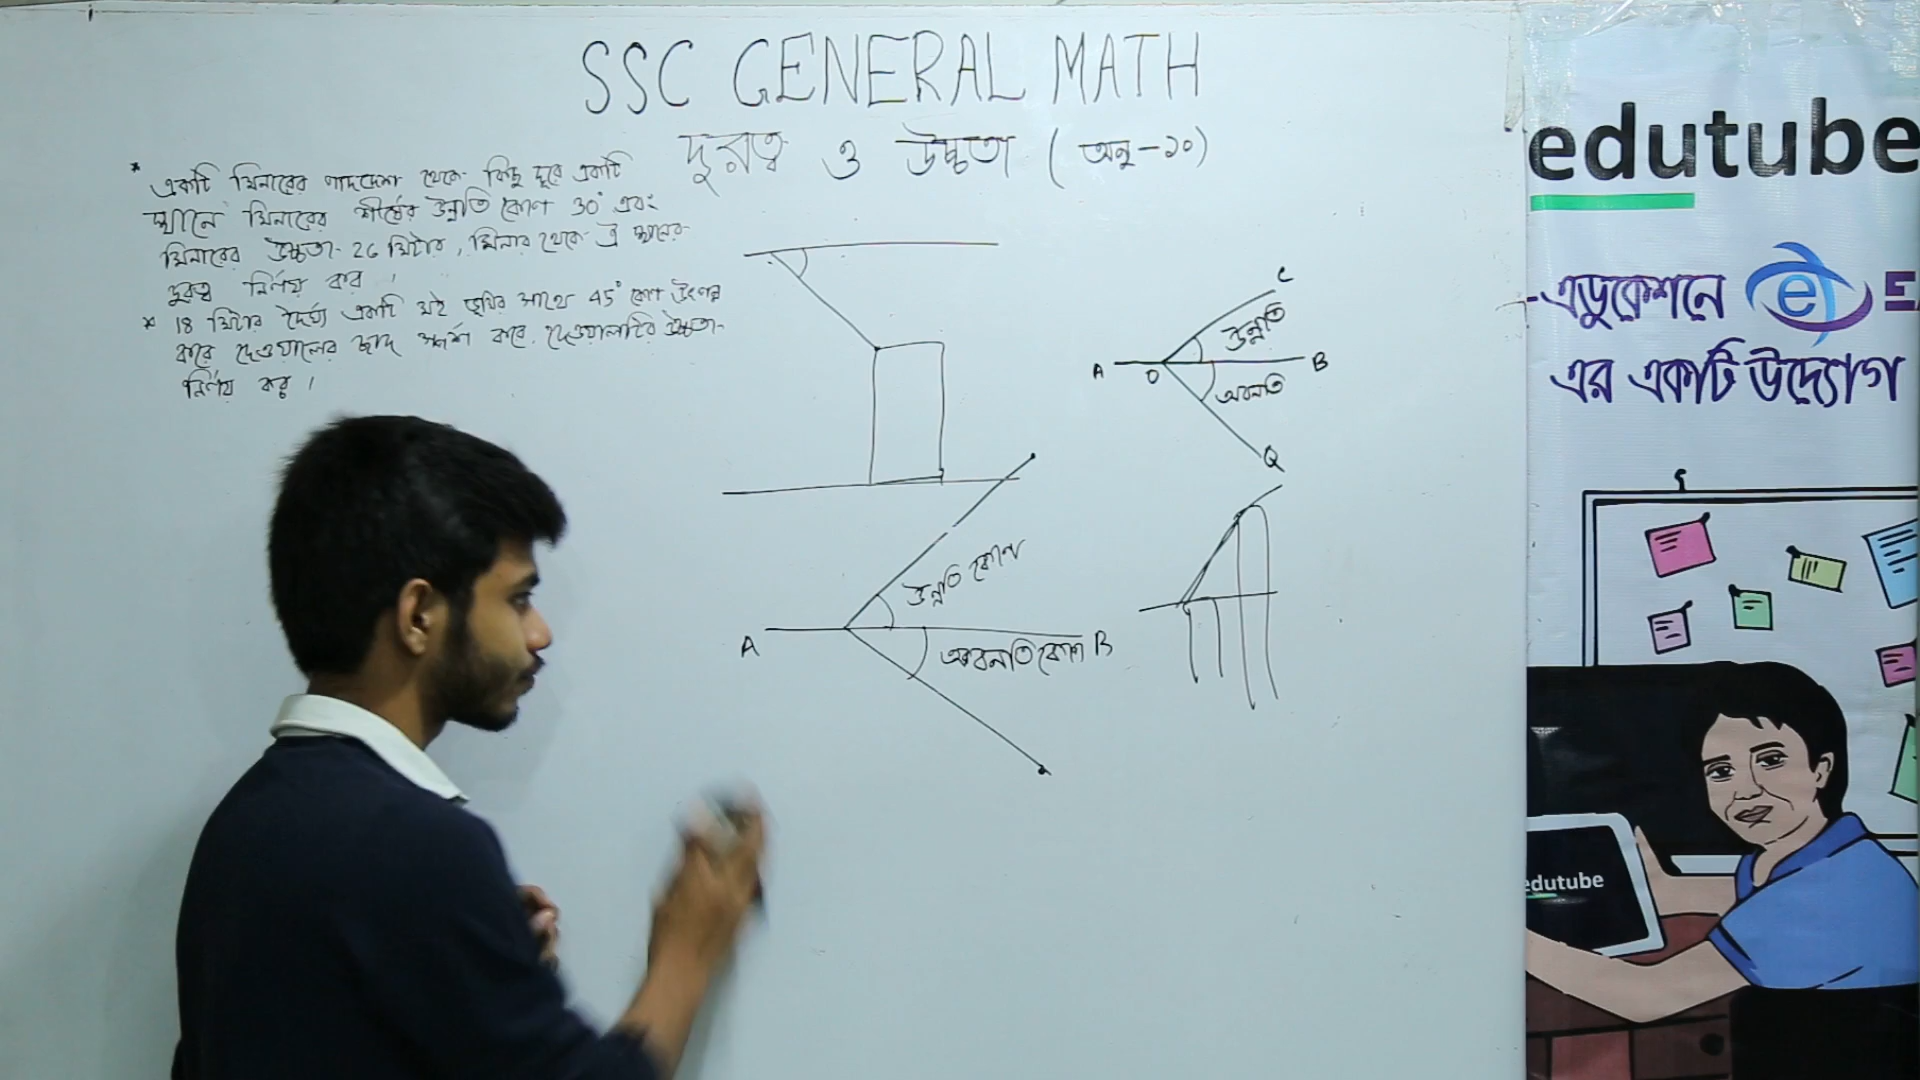 SSC GENERAL MATH
দূরত্ব ও উচ্চতা (অনু-১০)
* একটি মিনারের পাদদেশ থেকে কিছু দূরে একটি
স্থানে মিনারের শীর্ষের উন্নতি কোণ 30° এবং
মিনারের উচ্চতা 26 মিটার, মিনার থেকে ঐ স্থানের
দূরত্ব নির্ণয় কর।
* 18 মিটার দৈর্ঘ্য একটি মই ভূমির সাথে 45° কোণ উৎপন্ন
করে দেওয়ালের ছাদ স্পর্শ করে. দেওয়ালটির উচ্চতা
নির্ণয় কর।
C
উন্নতি
A O B
অবনতি
Q
উন্নতি কোণ
A
অবনতি কোণ B
edutube
এডুকেশনে e E
এর একটি উদ্যোগ
edutube